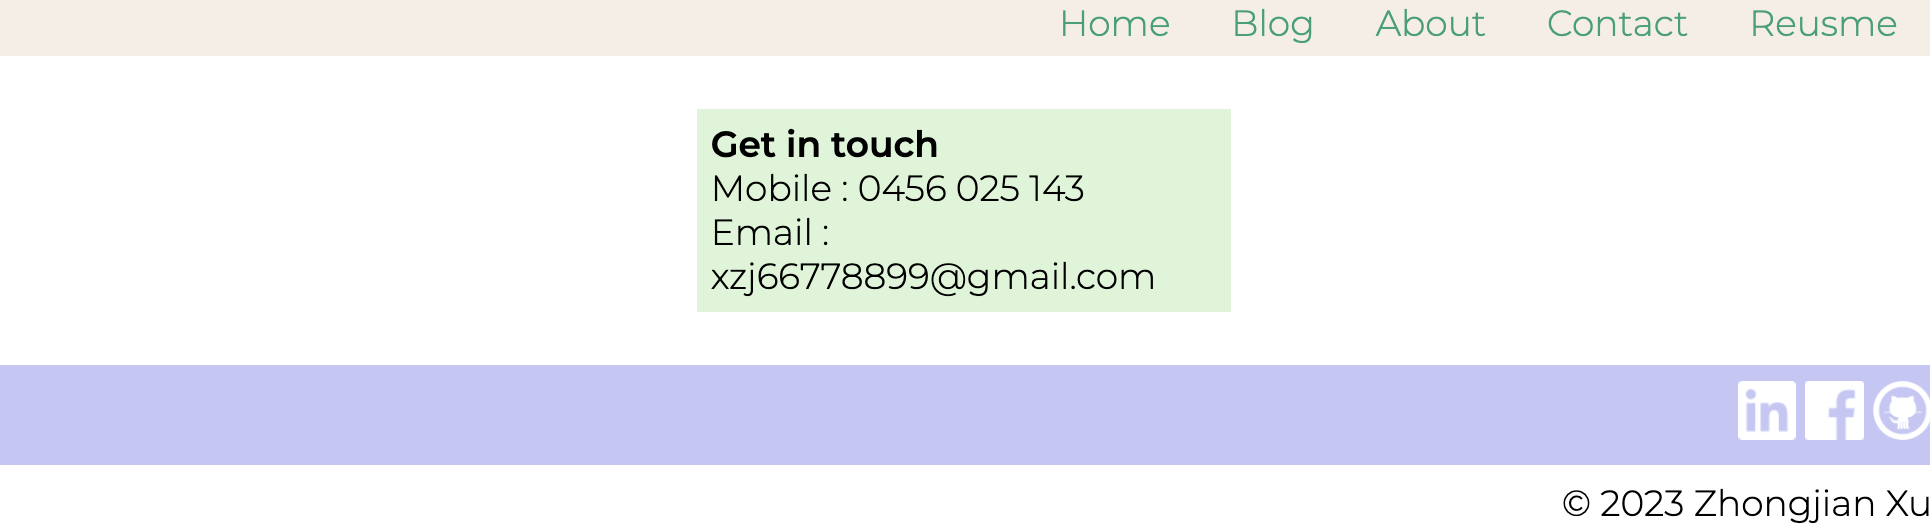 Home Blog About Contact Reusme
Get in touch
Mobile : 0456 025 143
Email :
xzj66778899@gmail.com
in f
© 2023 Zhongjian Xu